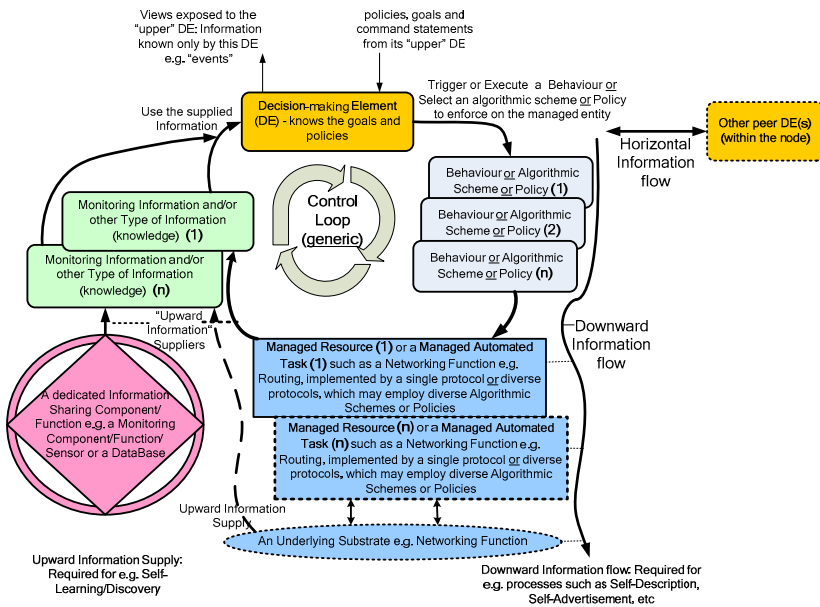 Views exposed to the
"upper" DE: Information
known only by this DE
e.g. "events"
policies, goals and
command statements
from its "upper" DE
Use the supplied
Information
Decision-making Element
(DE) - knows the goals and
policies
Trigger or Execute a Behaviour or
Select an algorithmic scheme or Policy
to enforce on the managed entity
Other peer DE(s)
(within the node)
Horizontal
Information
flow
Control
Loop
(generic)
Behaviour or Algorithmic
Scheme or Policy (1)
Behaviour or Algorithmic
Scheme or Policy (2)
Behaviour or Algorithmic
Scheme or Policy (n)
Monitoring Information and/or
other Type of Information
(knowledge) (1)
Monitoring Information and/or
other Type of Information
(knowledge) (n)
"Upward
Information"
Suppliers
Downward
Information
flow
Managed Resource (1) or a Managed Automated
Task (1) such as a Networking Function e.g.
Routing, implemented by a single protocol or diverse
protocols, which may employ diverse Algorithmic
Schemes or Policies
A dedicated Information
Sharing Component/
Function e.g. a Monitoring
Component/Function/
Sensor or a DataBase
Managed Resource (n) or a Managed Automated
Task (n) such as a Networking Function e.g.
Routing, implemented by a single protocol or diverse
protocols, which may employ diverse Algorithmic
Schemes or Policies
Upward Information
Supply
An Underlying Substrate e.g. Networking Function
Upward Information Supply:
Required for e.g. Self-
Learning/Discovery
Downward Information flow: Required for
e.g. processes such as Self-Description,
Self-Advertisement, etc